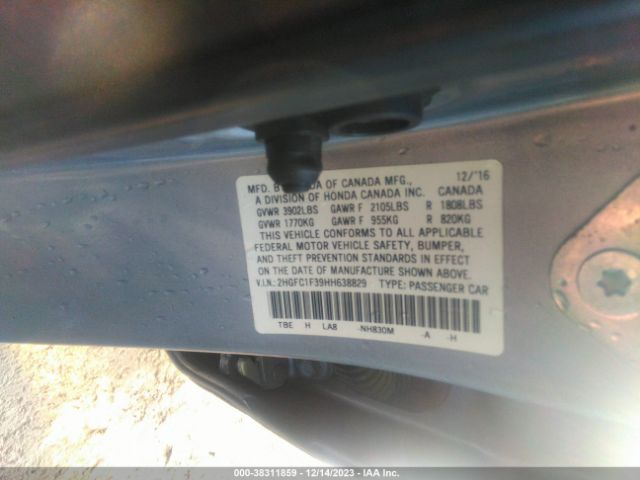 MFD. B DA OF CANADA MFG., 12/'16
A DIVISION OF HONDA CANADA INC. CANADA
GVWR 3902LBS GAWR F 2105LBS R 1808LBS
GVWR 1770KG GAWR F 955KG R 820KG
THIS VEHICLE CONFORMS TO ALL APPLICABLE
FEDERAL MOTOR VEHICLE SAFETY, BUMPER,
AND THEFT PREVENTION STANDARDS IN EFFECT ON
THE DATE OF MANUFACTURE SHOWN ABOVE.
V.I.N.: 2HGFC1F39HH638829 TYPE: PASSENGER CAR
TBE H LA8 -NH830M -A -H
000-38311859 — 12/14/2023 — IAA Inc.